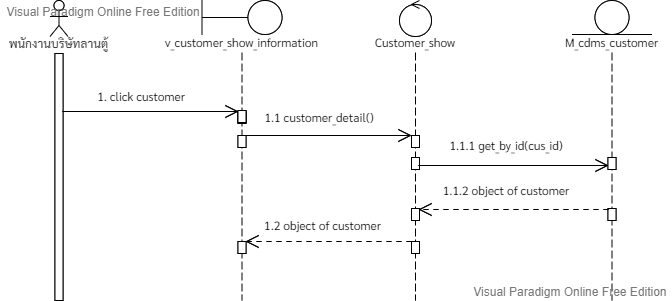 Visual Paradigm Online Free Edition
พนักงานบริษัทลานตู้
v_customer_show_information
Customer_show
M_cdms_customer
1. click customer
1.1 customer_detail()
1.1.1 get_by_id(cus_id)
1.1.2 object of customer
1.2 object of customer
Visual Paradigm Online Free Edition